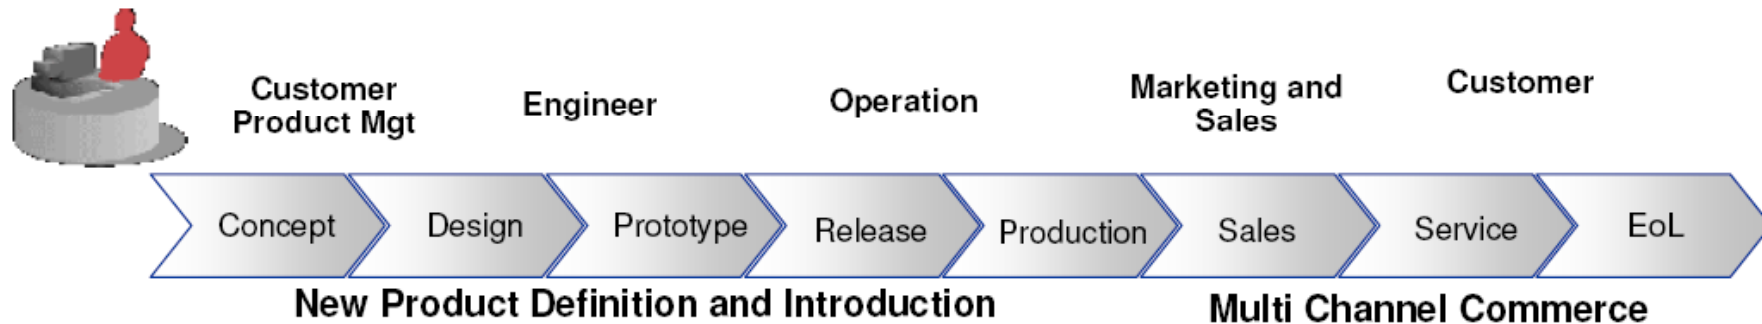 Customer
Product Mgt
Engineer
Operation
Marketing and
Sales
Customer
Concept
Design
Prototype
Release
Production
Sales
Service
EoL
New Product Definition and Introduction
Multi Channel Commerce